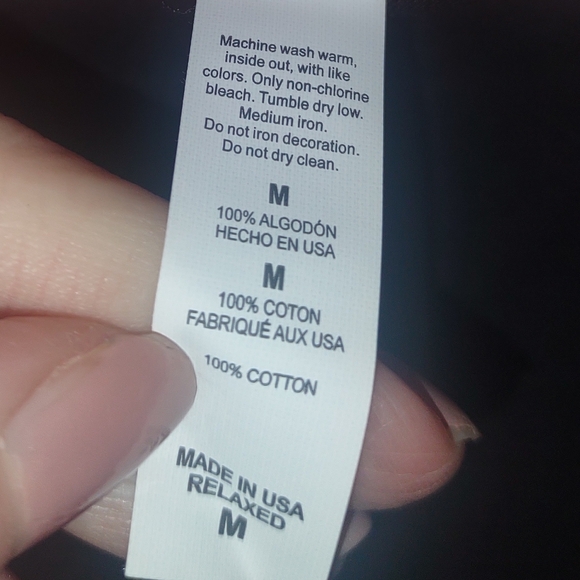 Machine wash warm,
inside out, with like
colors. Only non-chlorine
bleach. Tumble dry low.
Medium iron.
Do not iron decoration.
Do not dry clean.
M
100% ALGODÓN
HECHO EN USA
M
100% COTON
FABRIQUÉ AUX USA
100% COTTON
MADE IN USA
RELAXED
M